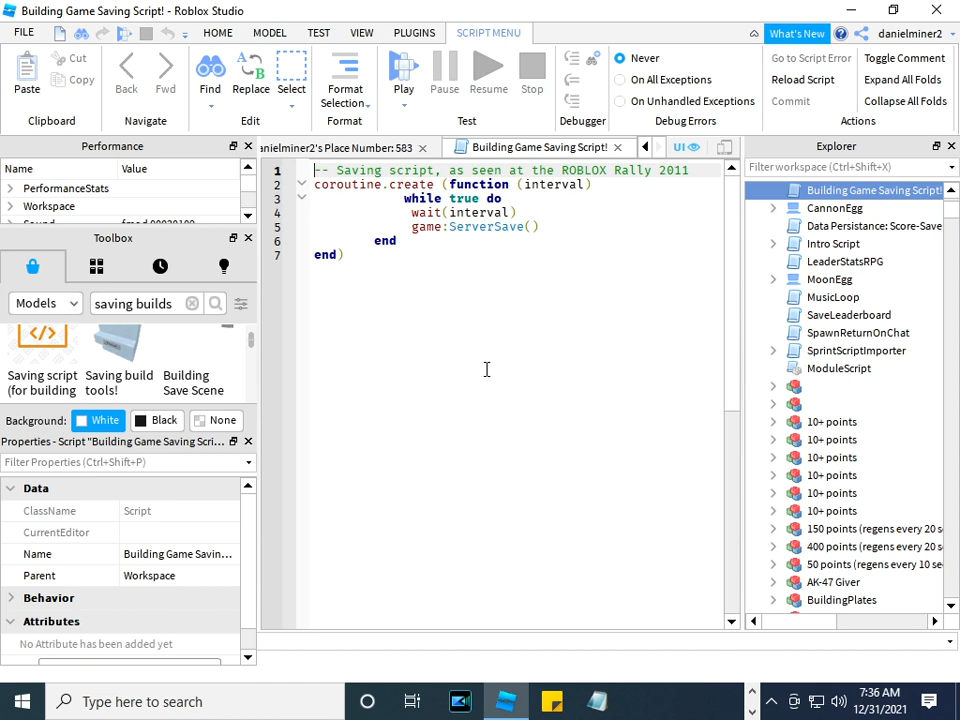 Building Game Saving Script! - Roblox Studio
FILE HOME MODEL TEST VIEW PLUGINS SCRIPT MENU What's New danielminer2
Paste Cut Copy Back Fwd Find Replace Select Format Selection Play Pause Resume Stop
Never
On All Exceptions
On Unhandled Exceptions
Go to Script Error
Reload Script
Commit
Toggle Comment
Expand All Folds
Collapse All Folds
Clipboard Navigate Edit Format Test Debugger Debug Errors Actions
Performance
Name Value
PerformanceStats
Workspace
Toolbox
Models saving builds
Saving script (for building
Saving build tools!
Building Save Scene
Background: White Black None
Properties - Script "Building Game Saving Scri...
Filter Properties (Ctrl+Shift+P)
Data
ClassName Script
CurrentEditor
Name Building Game Savin...
Parent Workspace
Behavior
Attributes
No Attribute has been added yet
anielminer2's Place Number: 583 Building Game Saving Script! UI
1 -- Saving script, as seen at the ROBLOX Rally 2011
2 coroutine.create (function (interval)
3 while true do
4 wait(interval)
5 game:ServerSave()
6 end
7 end)
Explorer
Filter workspace (Ctrl+Shift+X)
Building Game Saving Script!
CannonEgg
Data Persistance: Score-Save
Intro Script
LeaderStatsRPG
MoonEgg
MusicLoop
SaveLeaderboard
SpawnReturnOnChat
SprintScriptImporter
ModuleScript
10+ points
10+ points
10+ points
10+ points
10+ points
10+ points
150 points (regens every 20 s
400 points (regens every 20 s
50 points (regens every 10 se
AK-47 Giver
BuildingPlates
Type here to search
7:36 AM
12/31/2021